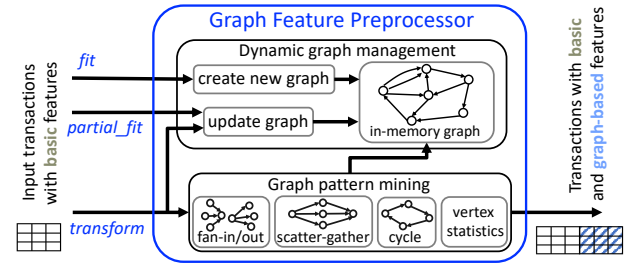 Graph Feature Preprocessor
Input transactions
with basic features
fit
partial_fit
transform
Dynamic graph management
create new graph
update graph
in-memory graph
Graph pattern mining
fan-in/out
scatter-gather
cycle
vertex
statistics
Transactions with basic
and graph-based features